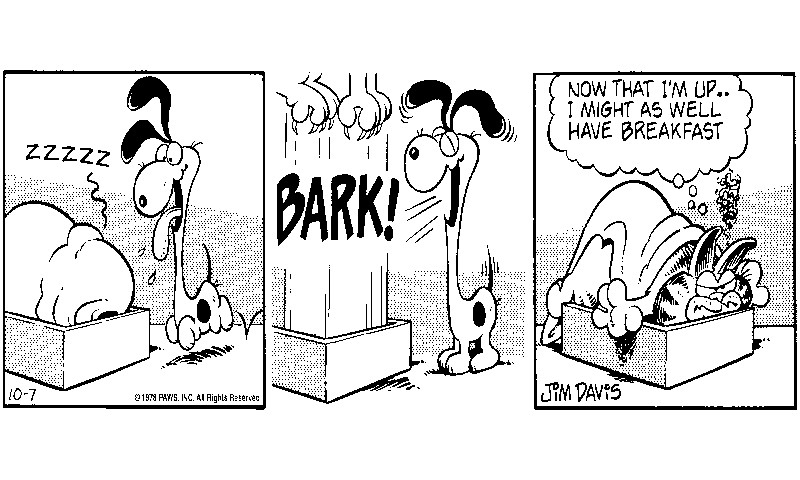 ZZZZZ
10-7
© 1978 PAWS, INC. All Rights Reserved
BARK!
NOW THAT I'M UP..
I MIGHT AS WELL
HAVE BREAKFAST
JIM DAVIS